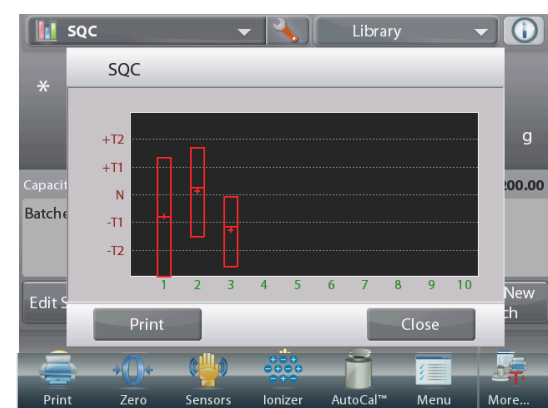 SQC
Library
SQC
*
+T2
+T1
N
-T1
-T2
g
Capacit
200.00
Batche
1 2 3 4 5 6 7 8 9 10
Edit S
New
ch
Print
Close
Print
Zero
Sensors
Ionizer
AutoCal™
Menu
More...